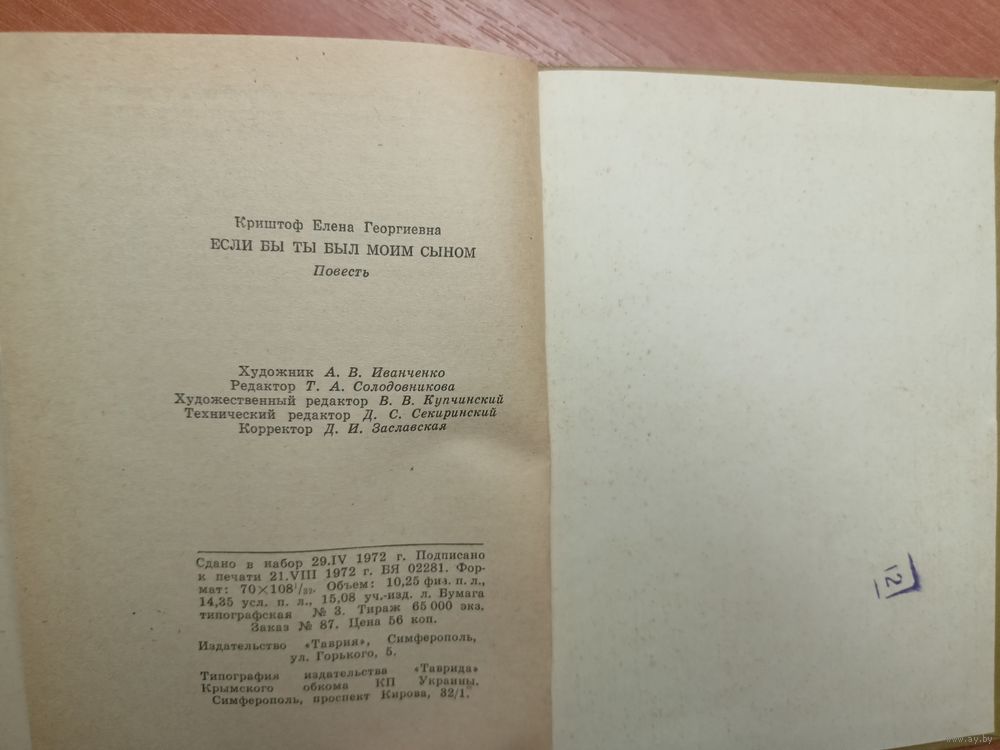 Криштоф Елена Георгиевна
ЕСЛИ БЫ ТЫ БЫЛ МОИМ СЫНОМ
Повесть
Художник А. В. Иванченко
Редактор Т. А. Солодовникова
Художественный редактор В. В. Купчинский
Технический редактор Д. С. Секиринский
Корректор Д. И. Заславская
Сдано в набор 29.IV 1972 г. Подписано
к печати 21.VIII 1972 г. БЯ 02281. Фор-
мат: 70×108¹/₃₂. Объем: 10,25 физ. п. л.,
14,35 усл. п. л., 15,08 уч.-изд. л. Бумага
типографская № 3. Тираж 65 000 экз.
Заказ № 87. Цена 56 коп.
Издательство «Таврия», Симферополь,
ул. Горького, 5.
Типография издательства «Таврида»
Крымского обкома КП Украины.
Симферополь, проспект Кирова, 32/1.
12
www.ay.by